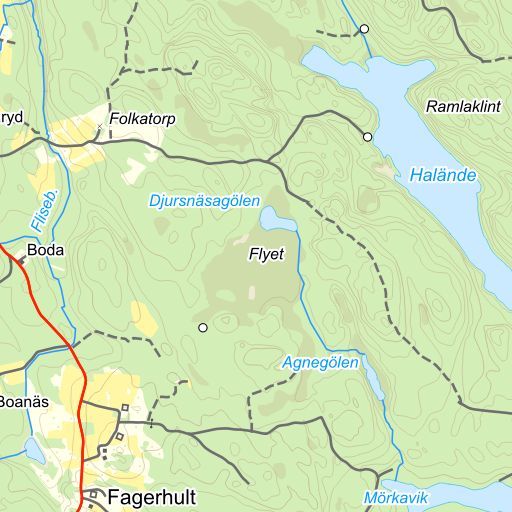 Ramlaklint
ryd
Folkatorp
Halände
Djursnäsagölen
Fliseb.
Boda
Flyet
Agnegölen
Boanäs
Fagerhult
Mörkavik